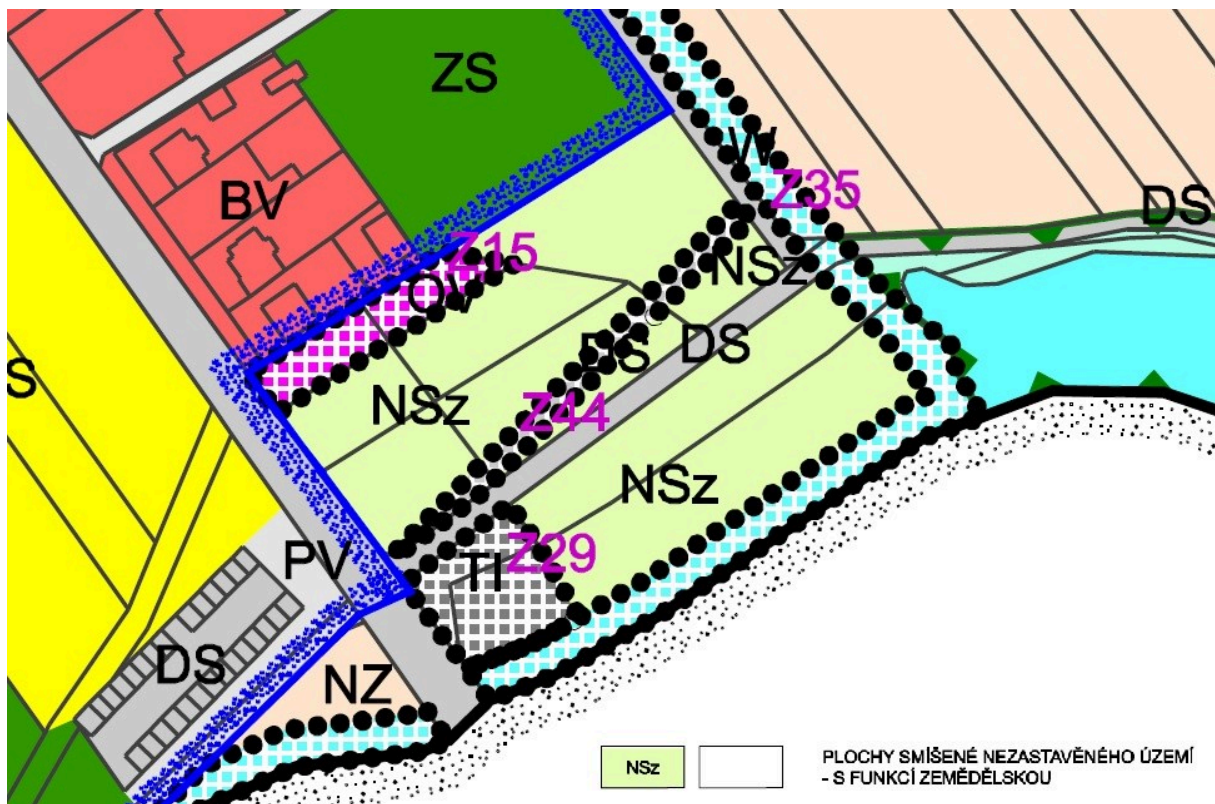 ZS
BV
W
Z35
DS
Z15
OV
NSz
S
DS
DS
NSz
Z44
NSz
Z29
TI
PV
DS
NZ
NSz
PLOCHY SMÍŠENÉ NEZASTAVĚNÉHO ÚZEMÍ
- S FUNKCÍ ZEMĚDĚLSKOU